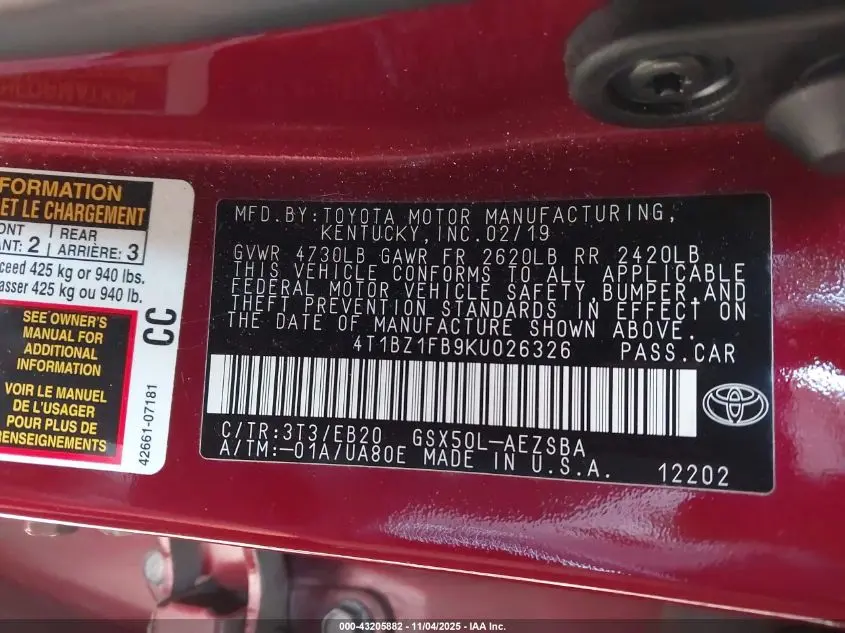 FORMATION
ET LE CHARGEMENT
ONT REAR
ANT: 2 ARRIÈRE: 3
ceed 425 kg or 940 lbs.
asser 425 kg ou 940 lb.
SEE OWNER'S
MANUAL FOR
ADDITIONAL
INFORMATION
VOIR LE MANUEL
DE L'USAGER
POUR PLUS DE
RENSEIGNEMENTS
CC
42661-07181
MFD.BY:TOYOTA MOTOR MANUFACTURING,
KENTUCKY,INC.02/19
GVWR 4730LB GAWR FR 2620LB RR 2420LB
THIS VEHICLE CONFORMS TO ALL APPLICABLE
FEDERAL MOTOR VEHICLE SAFETY,BUMPER,AND
THEFT PREVENTION STANDARDS IN EFFECT ON
THE DATE OF MANUFACTURE SHOWN ABOVE.
4T1BZ1FB9KU026326 PASS.CAR
C/TR:3T3/EB20 GSX50L-AEZSBA
A/TM:-01A/UA80E MADE IN U.S.A. 12202
000-43205882 - 11/04/2025 - IAA Inc.